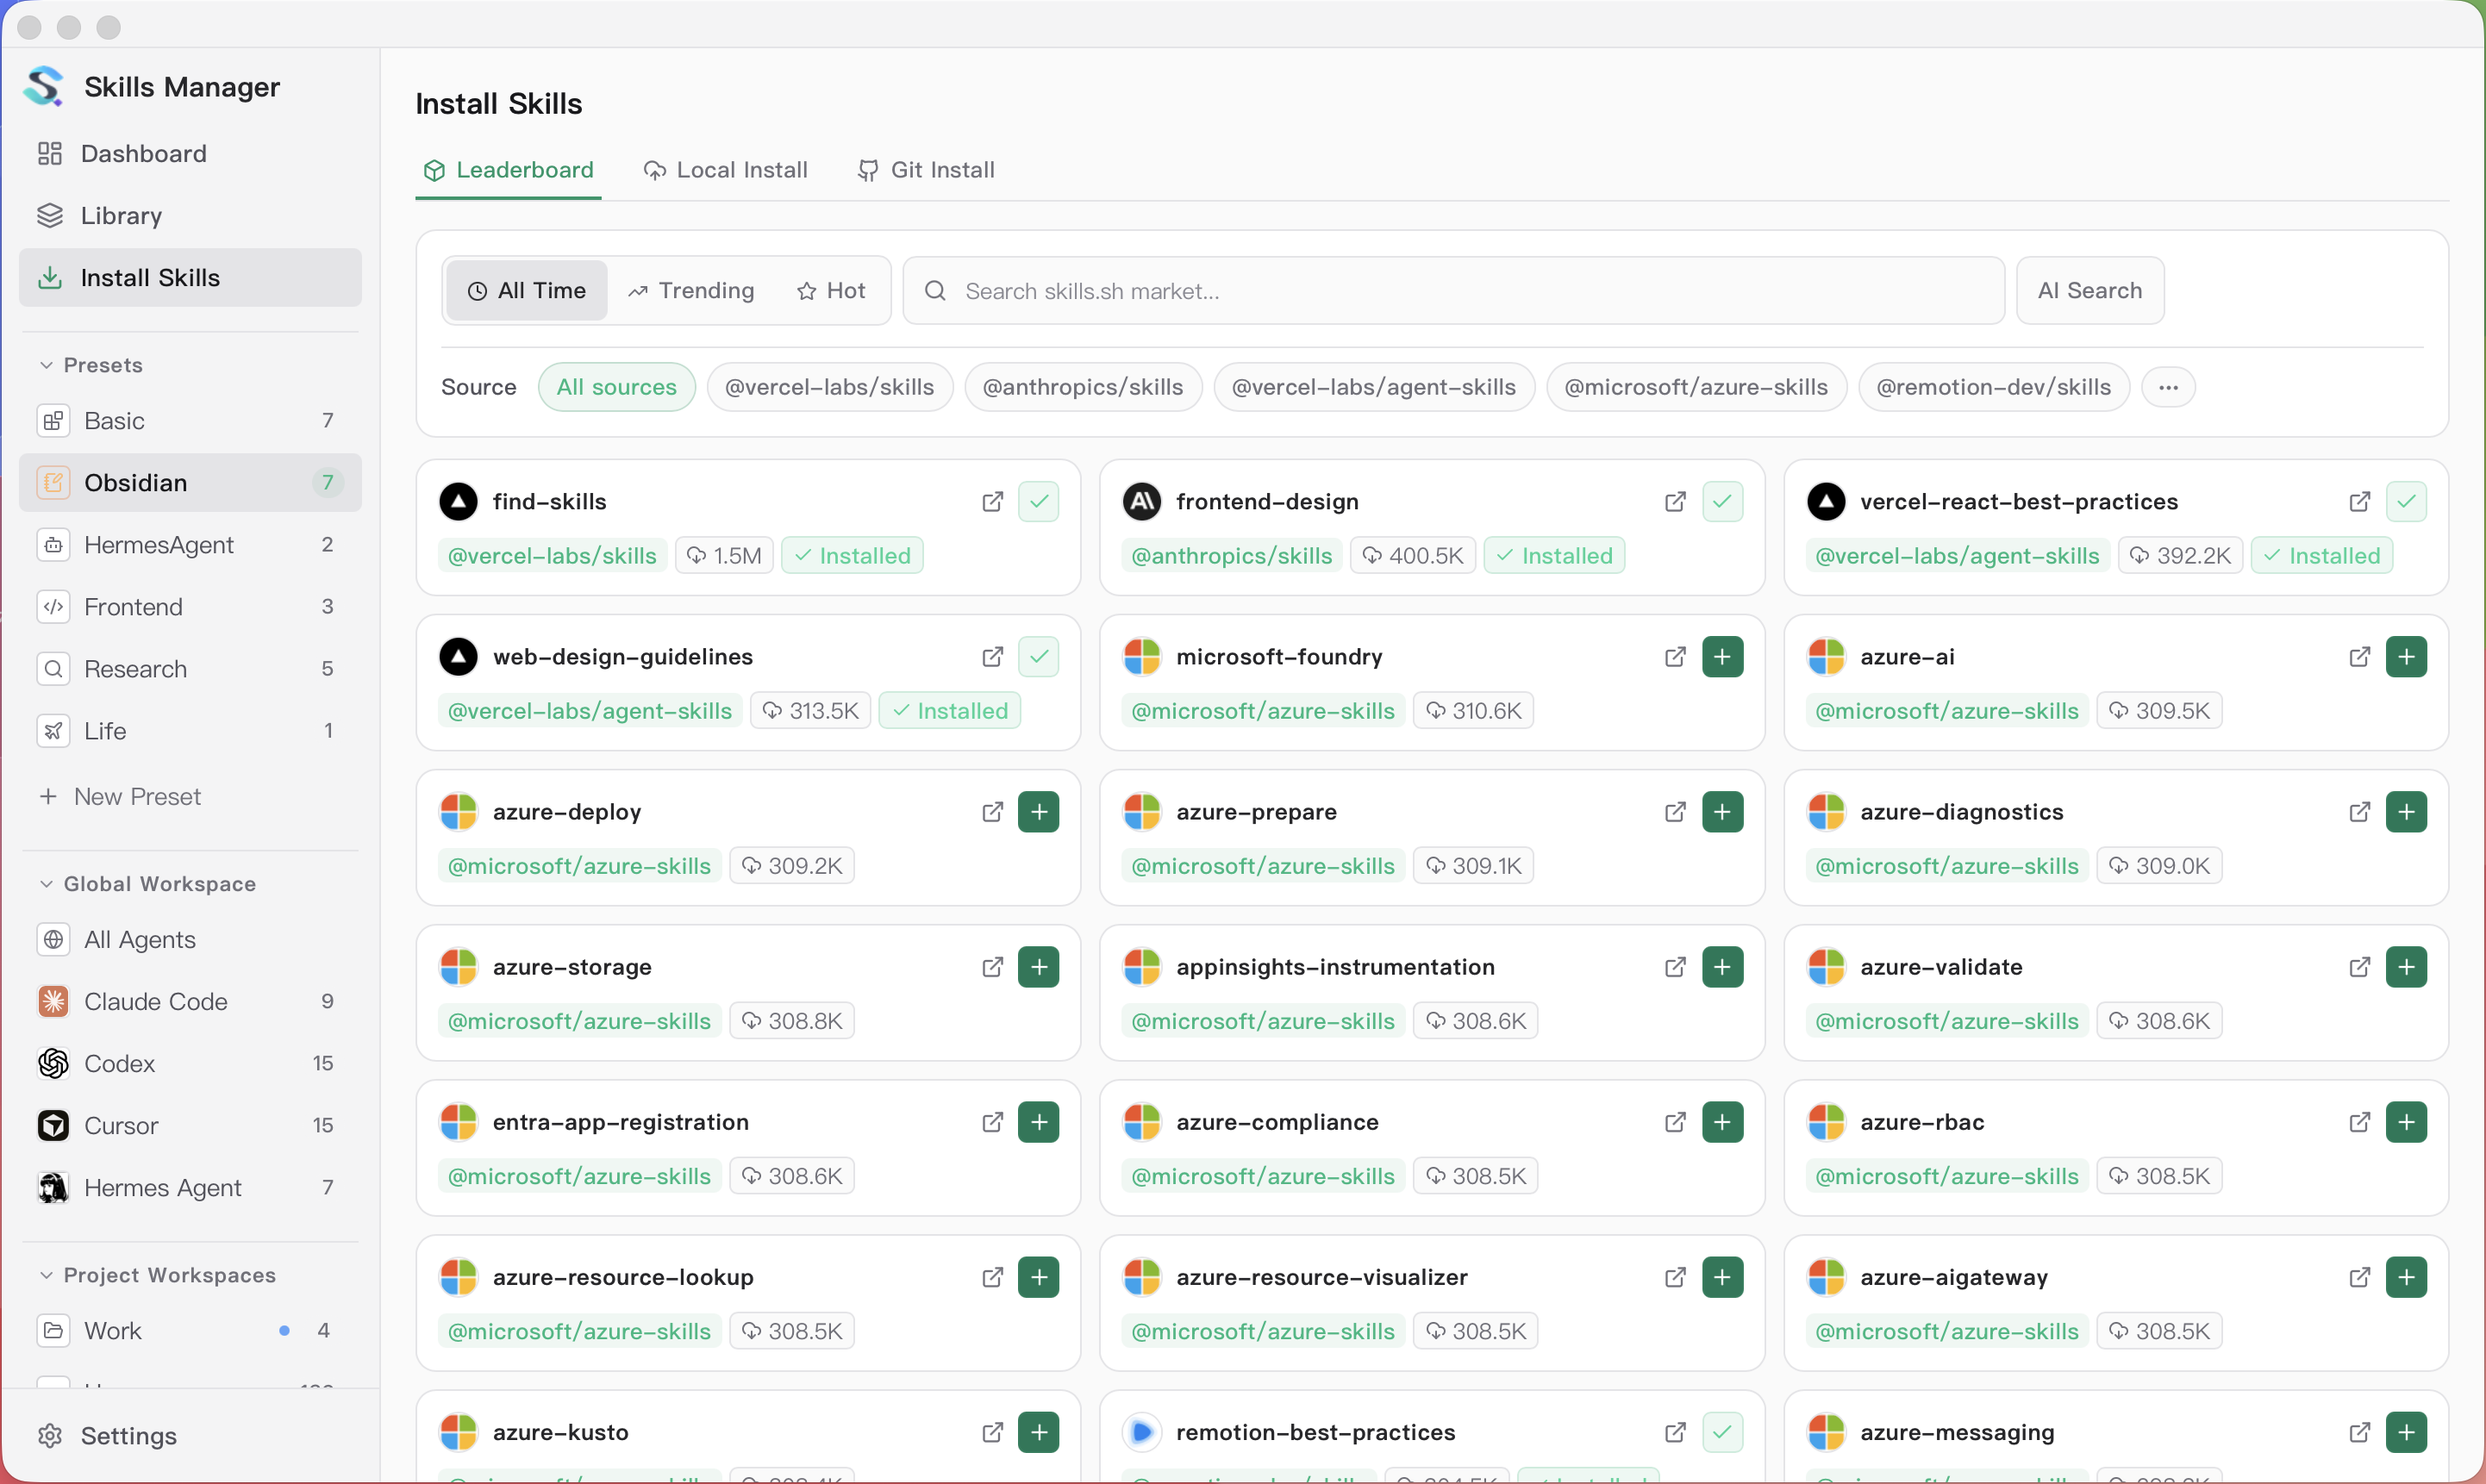 Skills Manager
Dashboard
Library
Install Skills
Presets
Basic 7
Obsidian 7
HermesAgent 2
Frontend 3
Research 5
Life 1
New Preset
Global Workspace
All Agents
Claude Code 9
Codex 15
Cursor 15
Hermes Agent 7
Project Workspaces
Work 4
Settings
Install Skills
Leaderboard Local Install Git Install
All Time Trending Hot Search skills.sh market... AI Search
Source All sources @vercel-labs/skills @anthropics/skills @vercel-labs/agent-skills @microsoft/azure-skills @remotion-dev/skills ...
find-skills
@vercel-labs/skills 1.5M Installed
frontend-design
@anthropics/skills 400.5K Installed
vercel-react-best-practices
@vercel-labs/agent-skills 392.2K Installed
web-design-guidelines
@vercel-labs/agent-skills 313.5K Installed
microsoft-foundry
@microsoft/azure-skills 310.6K
azure-ai
@microsoft/azure-skills 309.5K
azure-deploy
@microsoft/azure-skills 309.2K
azure-prepare
@microsoft/azure-skills 309.1K
azure-diagnostics
@microsoft/azure-skills 309.0K
azure-storage
@microsoft/azure-skills 308.8K
appinsights-instrumentation
@microsoft/azure-skills 308.6K
azure-validate
@microsoft/azure-skills 308.6K
entra-app-registration
@microsoft/azure-skills 308.6K
azure-compliance
@microsoft/azure-skills 308.5K
azure-rbac
@microsoft/azure-skills 308.5K
azure-resource-lookup
@microsoft/azure-skills 308.5K
azure-resource-visualizer
@microsoft/azure-skills 308.5K
azure-aigateway
@microsoft/azure-skills 308.5K
azure-kusto
remotion-best-practices
azure-messaging